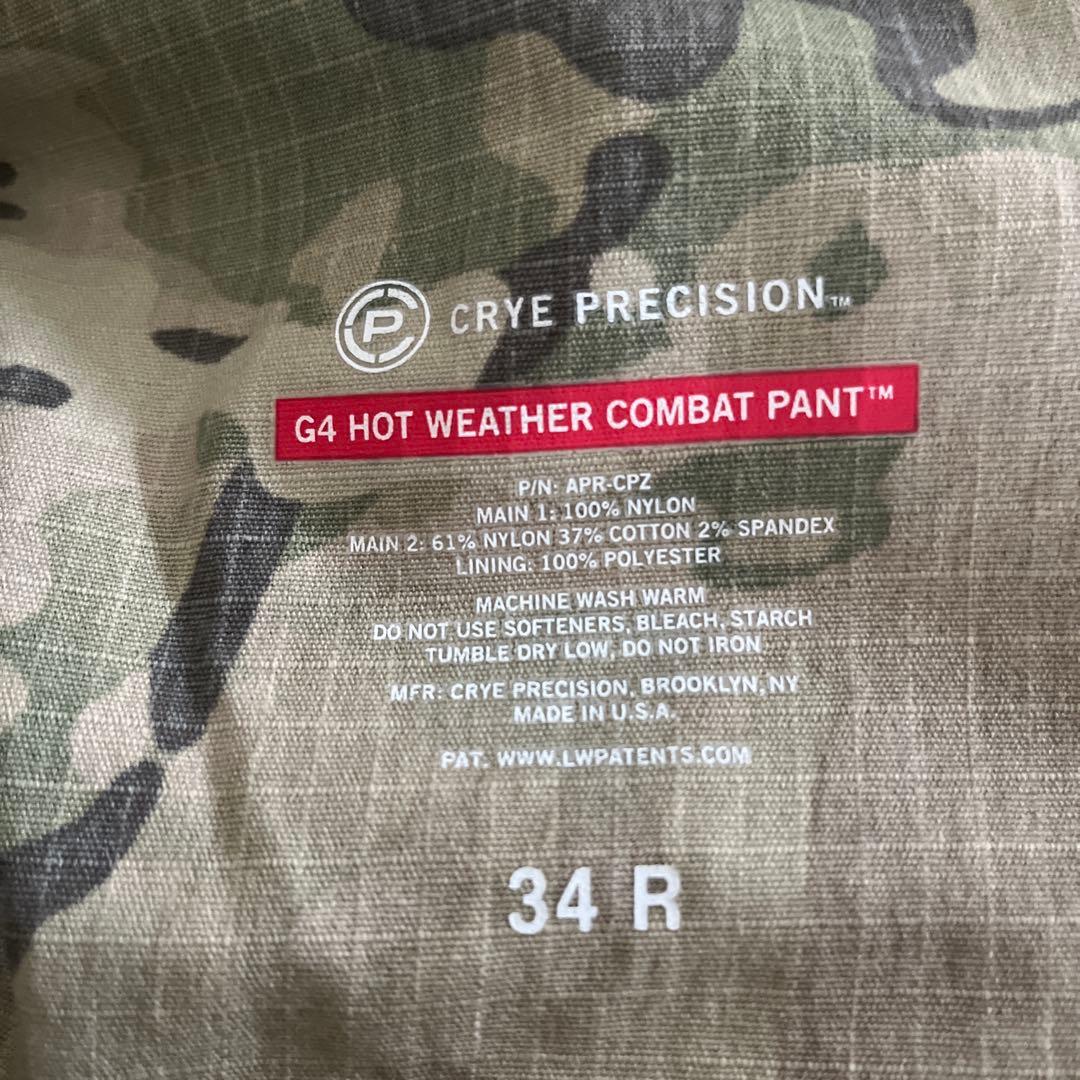 CP CRYE PRECISION™
G4 HOT WEATHER COMBAT PANT™
P/N: APR-CPZ
MAIN 1: 100% NYLON
MAIN 2: 61% NYLON 37% COTTON 2% SPANDEX
LINING: 100% POLYESTER
MACHINE WASH WARM
DO NOT USE SOFTENERS, BLEACH, STARCH
TUMBLE DRY LOW, DO NOT IRON
MFR: CRYE PRECISION, BROOKLYN, NY
MADE IN U.S.A.
PAT. WWW.LWPATENTS.COM
34 R